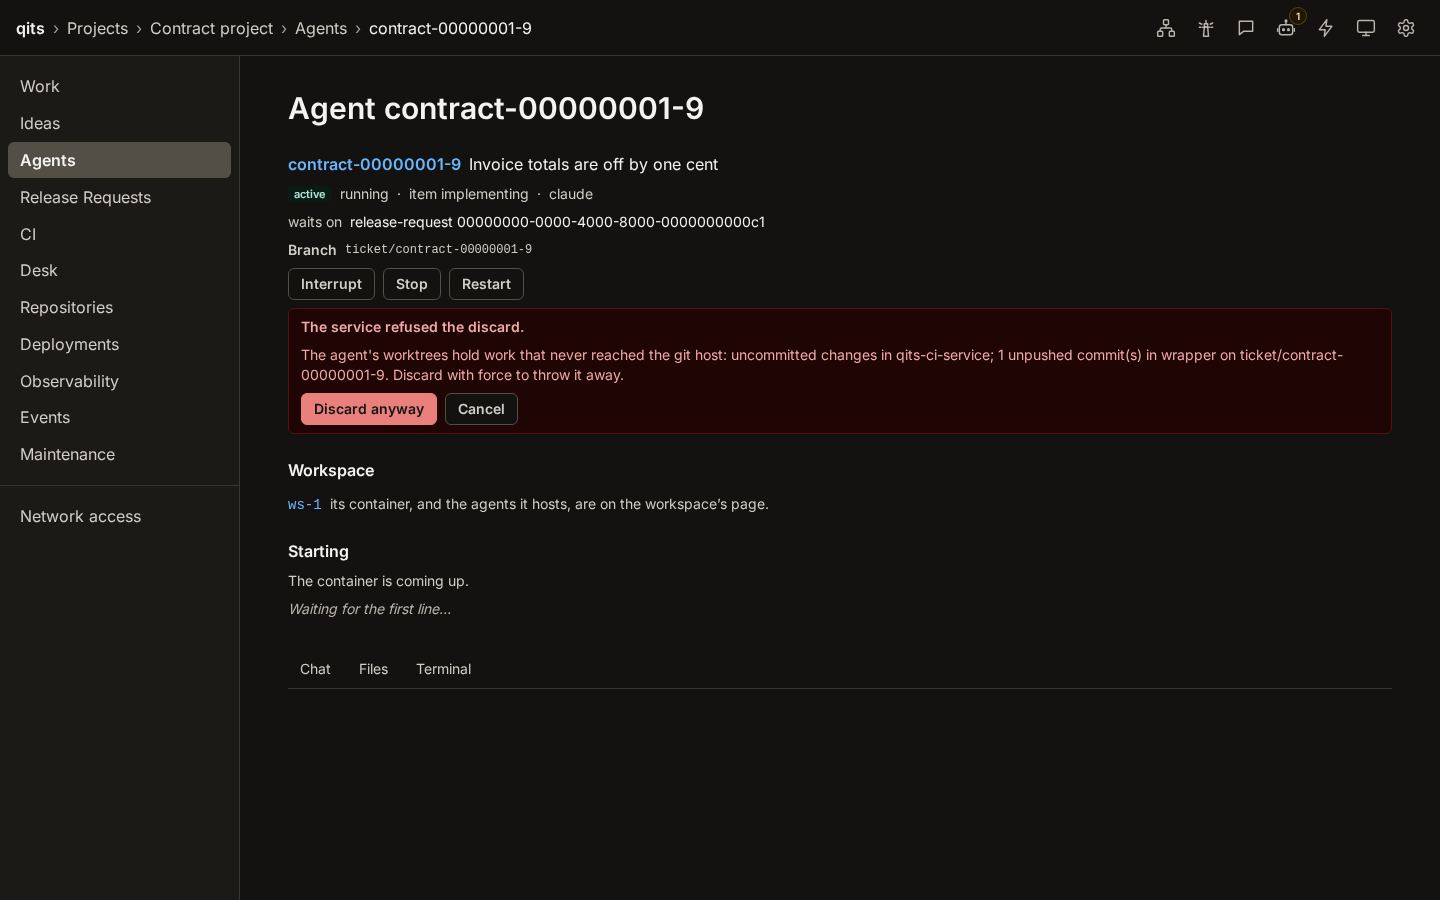 qits › Projects › Contract project › Agents › contract-00000001-9
1
Work
Ideas
Agents
Release Requests
CI
Desk
Repositories
Deployments
Observability
Events
Maintenance
Network access
Agent contract-00000001-9
contract-00000001-9 Invoice totals are off by one cent
active running · item implementing · claude
waits on release-request 00000000-0000-4000-8000-0000000000c1
Branch ticket/contract-00000001-9
Interrupt Stop Restart
The service refused the discard.
The agent's worktrees hold work that never reached the git host: uncommitted changes in qits-ci-service; 1 unpushed commit(s) in wrapper on ticket/contract-
00000001-9. Discard with force to throw it away.
Discard anyway Cancel
Workspace
ws-1 its container, and the agents it hosts, are on the workspace’s page.
Starting
The container is coming up.
Waiting for the first line…
Chat Files Terminal